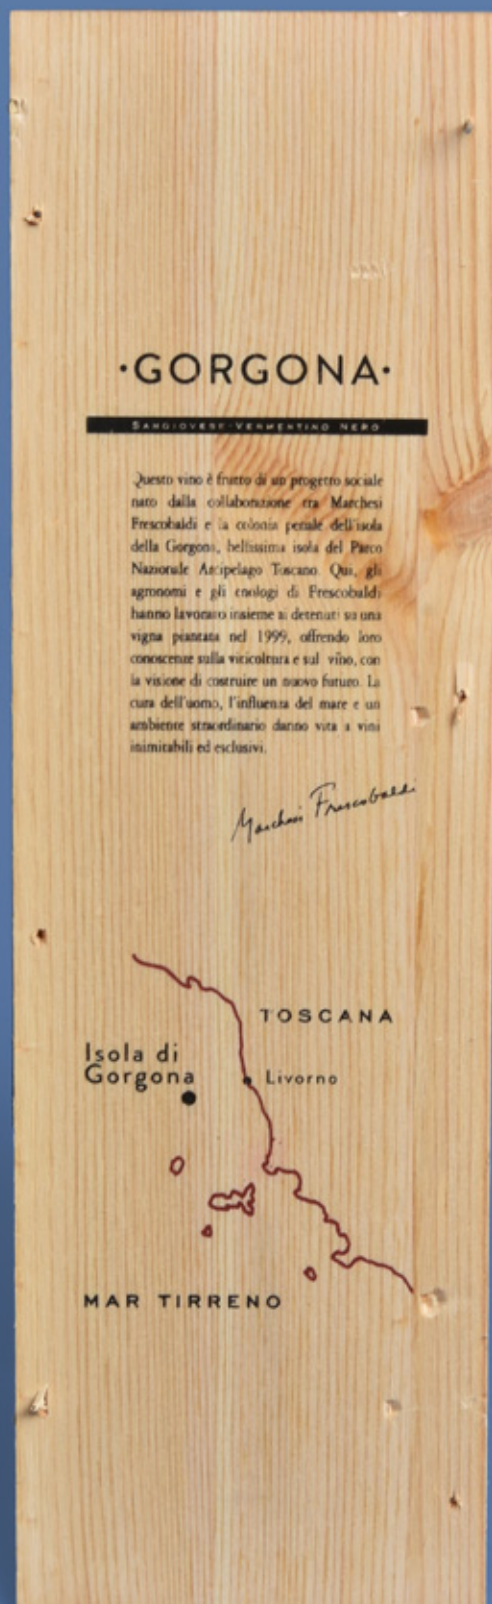 ·GORGONA·
SANGIOVESE-VERMENTINO NERO
Questo vino è frutto di un progetto sociale
nato dalla collaborazione tra Marchesi
Frescobaldi e la colonia penale dell'isola
della Gorgona, bellissima isola del Parco
Nazionale Arcipelago Toscano. Qui, gli
agronomi e gli enologi di Frescobaldi
hanno lavorato insieme ai detenuti su una
vigna piantata nel 1999, offrendo loro
conoscenze sulla viticoltura e sul vino, con
la visione di costruire un nuovo futuro. La
cura dell'uomo, l'influenza del mare e un
ambiente straordinario danno vita a vini
inimitabili ed esclusivi.
Marchesi Frescobaldi
TOSCANA
Isola di
Gorgona
Livorno
MAR TIRRENO